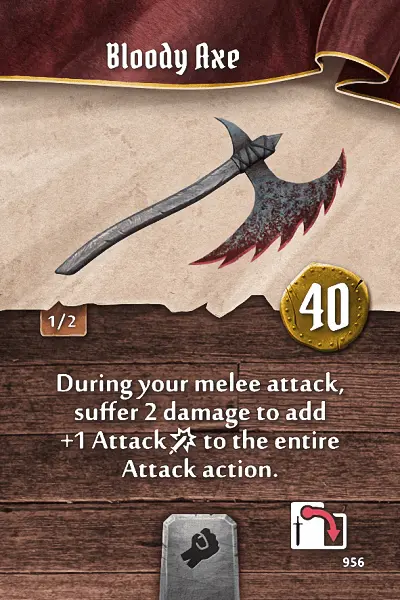 Bloody Axe
40
1/2
During your melee attack,
suffer 2 damage to add
+1 Attack to the entire
Attack action.
956